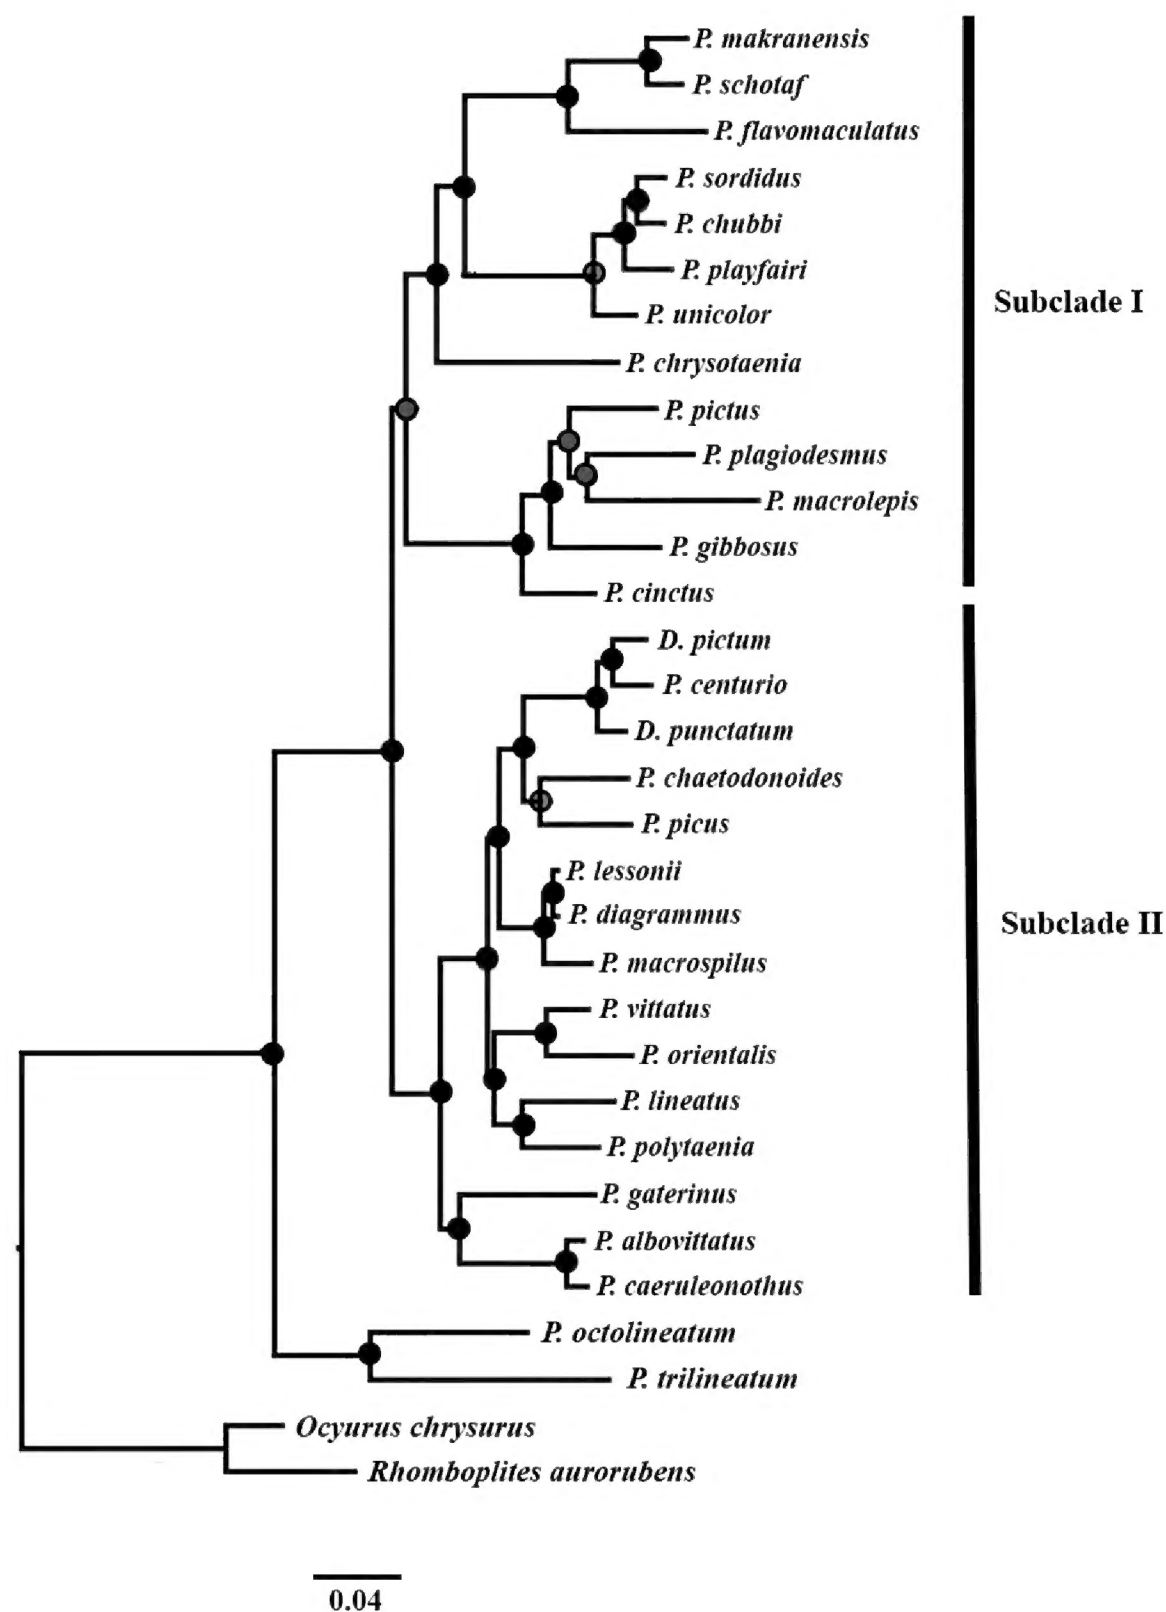 P. makranensis
P. schotaf
P. flavomaculatus
P. sordidus
P. chubbi
P. playfairi
P. unicolor
Subclade I
P. chrysotaenia
P. pictus
P. plagiodesmus
P. macrolepis
P. gibbosus
P. cinctus
D. pictum
P. centurio
D. punctatum
P. chaetodonoides
P. picus
P. lessonii
P. diagrammus
Subclade II
P. macrospilus
P. vittatus
P. orientalis
P. lineatus
P. polytaenia
P. gaterinus
P. albovittatus
P. caeruleonothus
P. octolineatum
P. trilineatum
Ocyurus chrysurus
Rhomboplites aurorubens
0.04